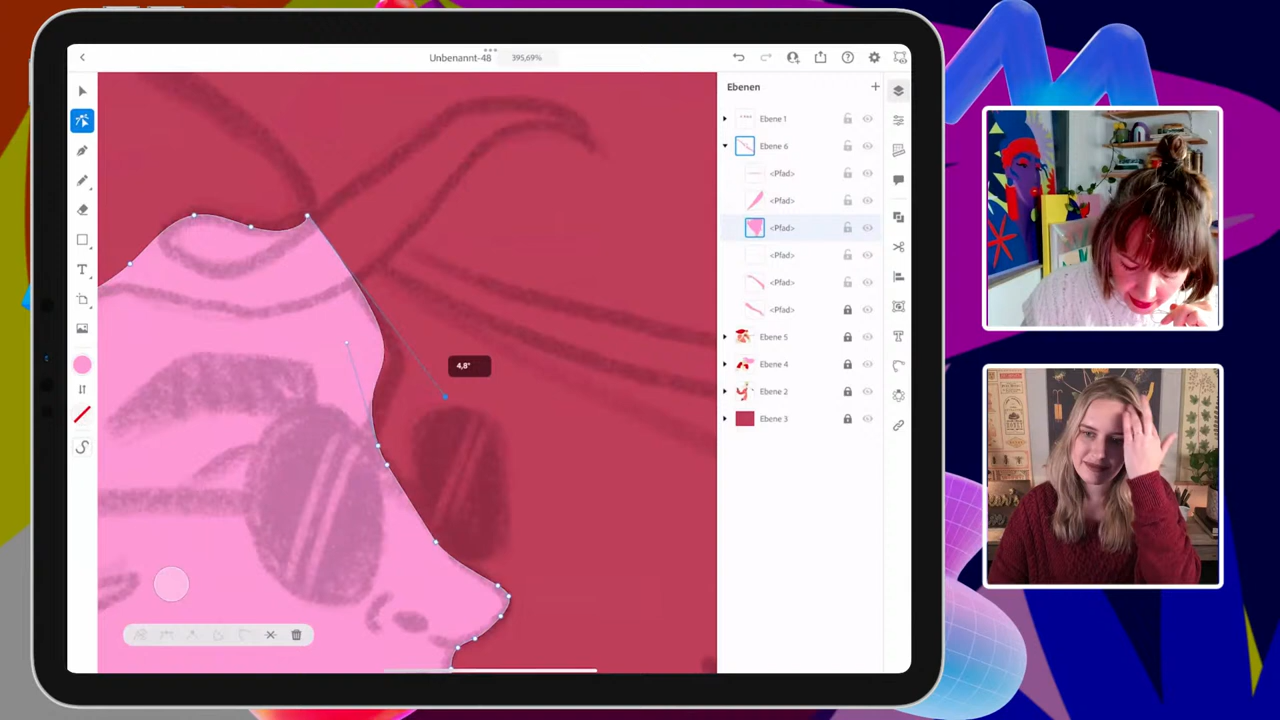 Unbenannt-48
395,69%
Ebenen
Ebene 1
Ebene 6
<Pfad>
<Pfad>
<Pfad>
<Pfad>
<Pfad>
<Pfad>
Ebene 5
Ebene 4
Ebene 2
Ebene 3
4,8°